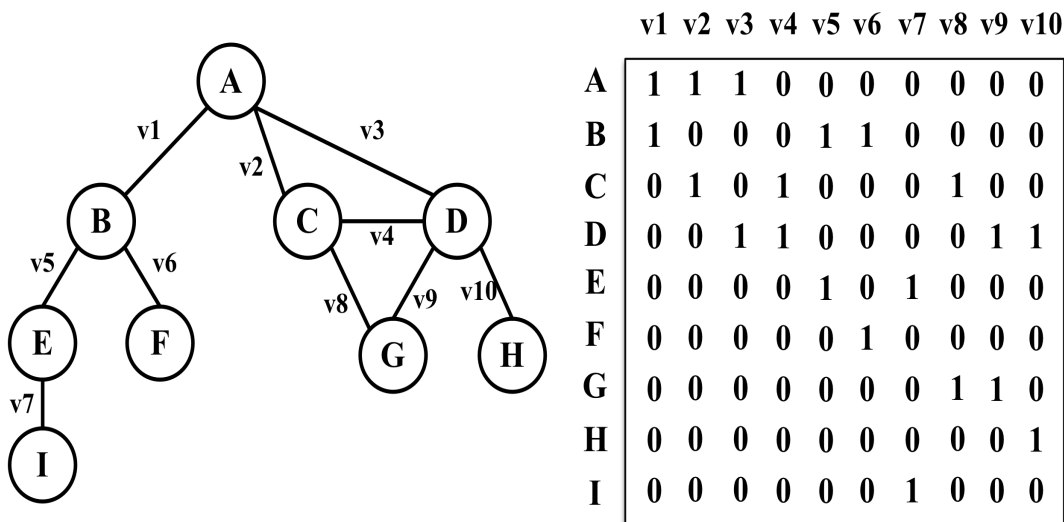 A
v1
v3
v2
B
C
D
v4
v5
v6
v8
v9
v10
E
F
G
H
v7
I
v1 v2 v3 v4 v5 v6 v7 v8 v9 v10
A 1 1 1 0 0 0 0 0 0 0
B 1 0 0 0 1 1 0 0 0 0
C 0 1 0 1 0 0 0 1 0 0
D 0 0 1 1 0 0 0 0 1 1
E 0 0 0 0 1 0 1 0 0 0
F 0 0 0 0 0 1 0 0 0 0
G 0 0 0 0 0 0 0 1 1 0
H 0 0 0 0 0 0 0 0 0 1
I 0 0 0 0 0 0 1 0 0 0